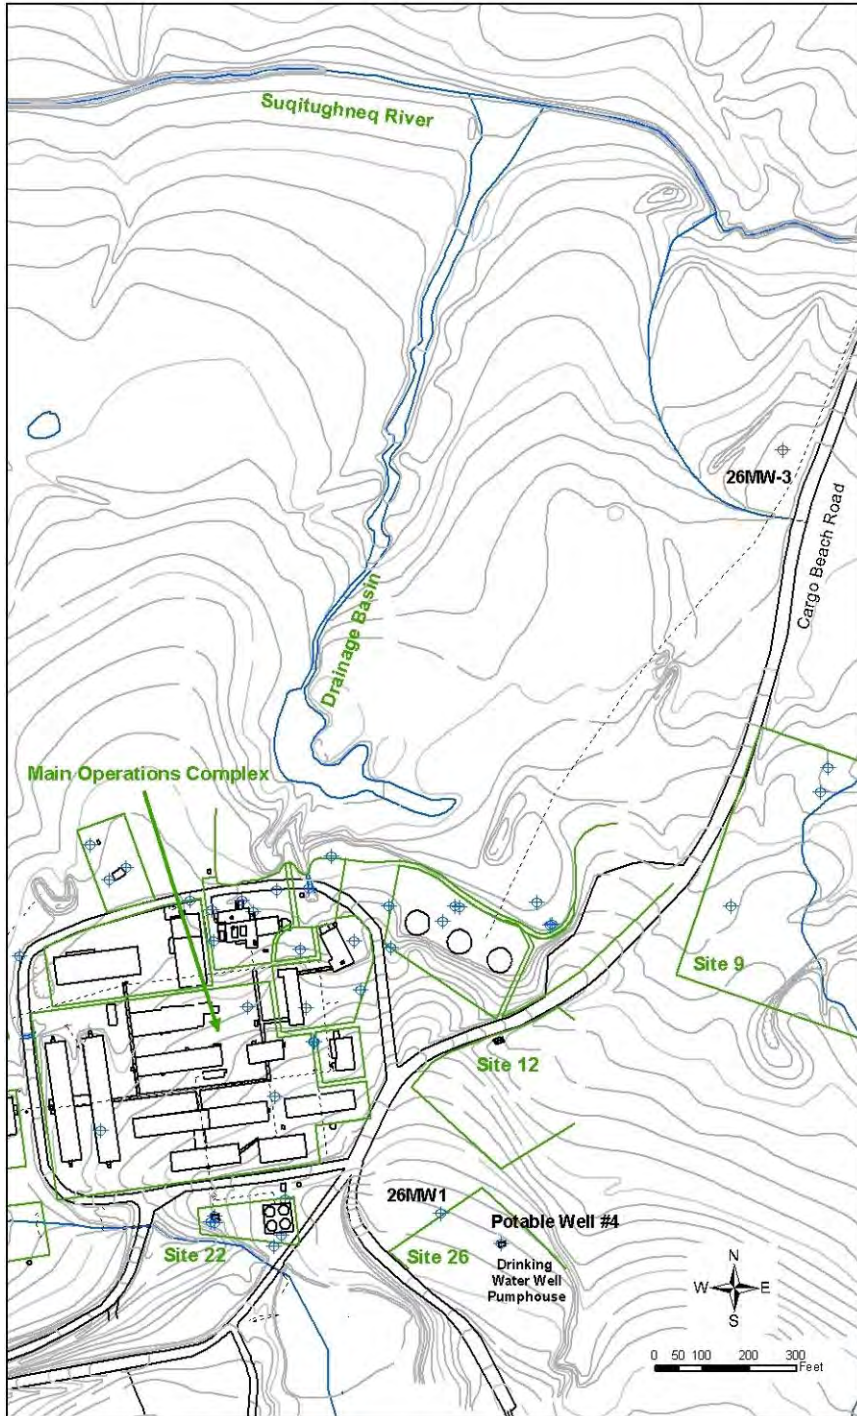 Suqitughneq River
26MW-3
Cargo Beach Road
Drainage Basin
Main Operations Complex
Site 9
Site 12
26MW1
Potable Well #4
Drinking
Water Well
Pumphouse
Site 22
Site 26
N
W E
S
0 50 100 200 300
Feet